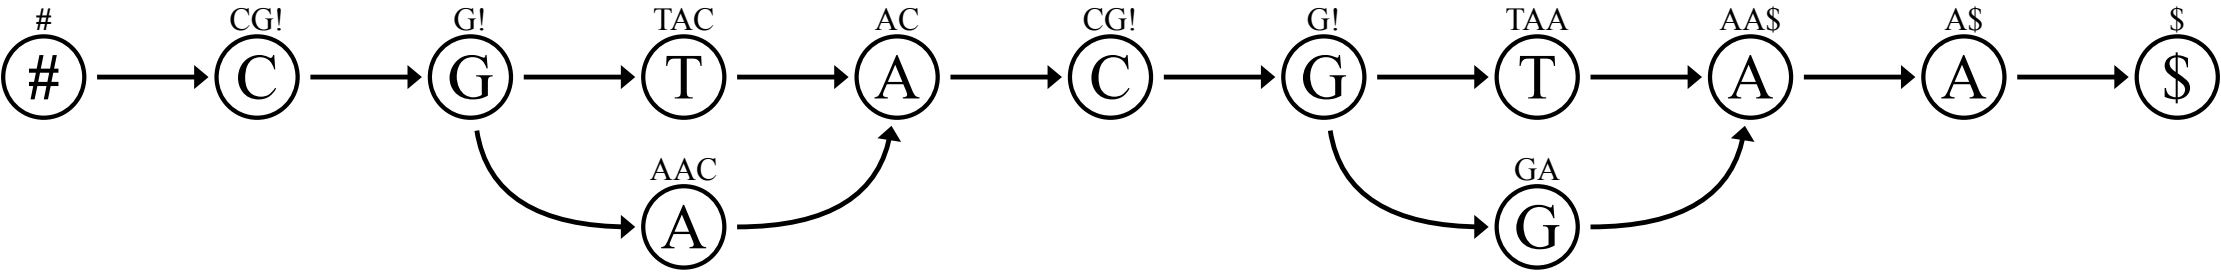 # CG! G! TAC AC CG! G! TAA AA$ A$ $
# C G T A C G T A A $
AAC GA
A G